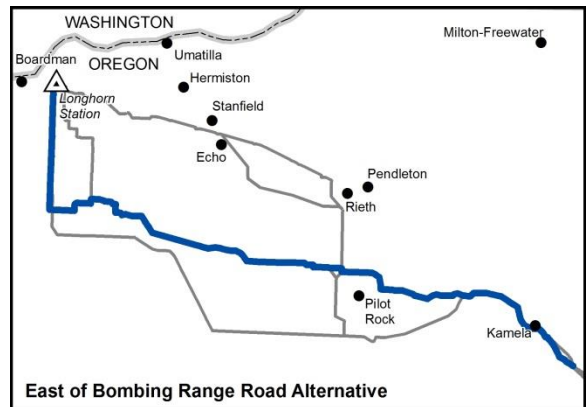 WASHINGTON
OREGON
Milton-Freewater
Umatilla
Boardman
Hermiston
Longhorn
Station
Stanfield
Echo
Pendleton
Rieth
Pilot
Rock
Kamela
East of Bombing Range Road Alternative